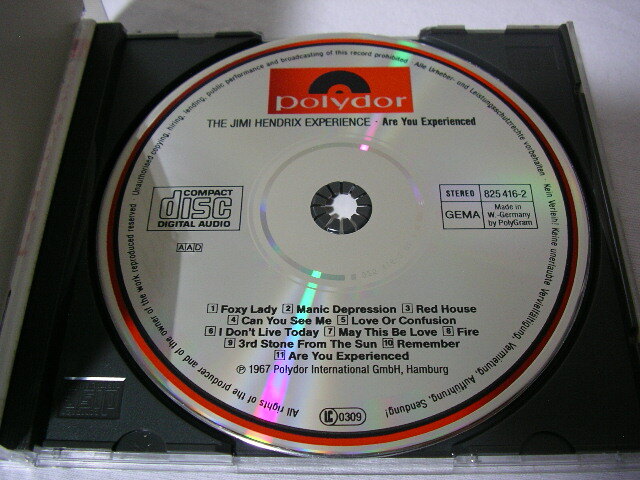 Unauthorised copying, hiring, lending, public performance and broadcasting of this record prohibited · Alle Urheber- und Leistungsschutzrechte vorbehalten · Kein Verleih! Keine unerlaubte Vervielfältigung, Vermietung, Aufführung, Sendung!
polydor
THE JIMI HENDRIX EXPERIENCE · Are You Experienced
COMPACT
disc
DIGITAL AUDIO
AAD
STEREO 825 416-2
GEMA Made in
W.-Germany
by PolyGram
1 Foxy Lady 2 Manic Depression 3 Red House
4 Can You See Me 5 Love Or Confusion
6 I Don't Live Today 7 May This Be Love 8 Fire
9 3rd Stone From The Sun 10 Remember
11 Are You Experienced
℗ 1967 Polydor International GmbH, Hamburg
LC 0309
All rights of the producer and of the owner of the work reproduced reserved